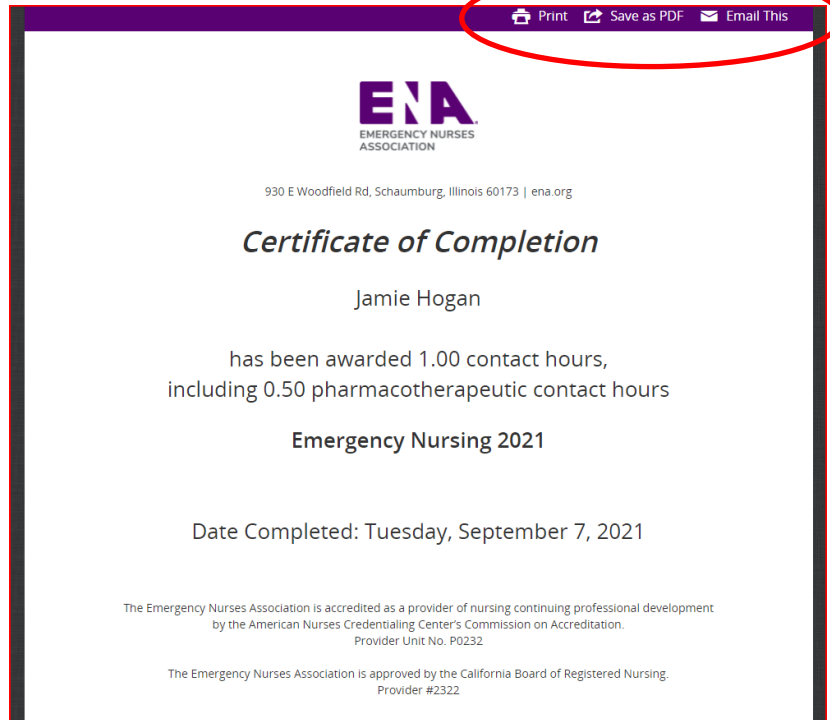 Print Save as PDF Email This
ENA
EMERGENCY NURSES
ASSOCIATION
930 E Woodfield Rd, Schaumburg, Illinois 60173 | ena.org
Certificate of Completion
Jamie Hogan
has been awarded 1.00 contact hours,
including 0.50 pharmacotherapeutic contact hours
Emergency Nursing 2021
Date Completed: Tuesday, September 7, 2021
The Emergency Nurses Association is accredited as a provider of nursing continuing professional development
by the American Nurses Credentialing Center's Commission on Accreditation.
Provider Unit No. P0232
The Emergency Nurses Association is approved by the California Board of Registered Nursing.
Provider #2322